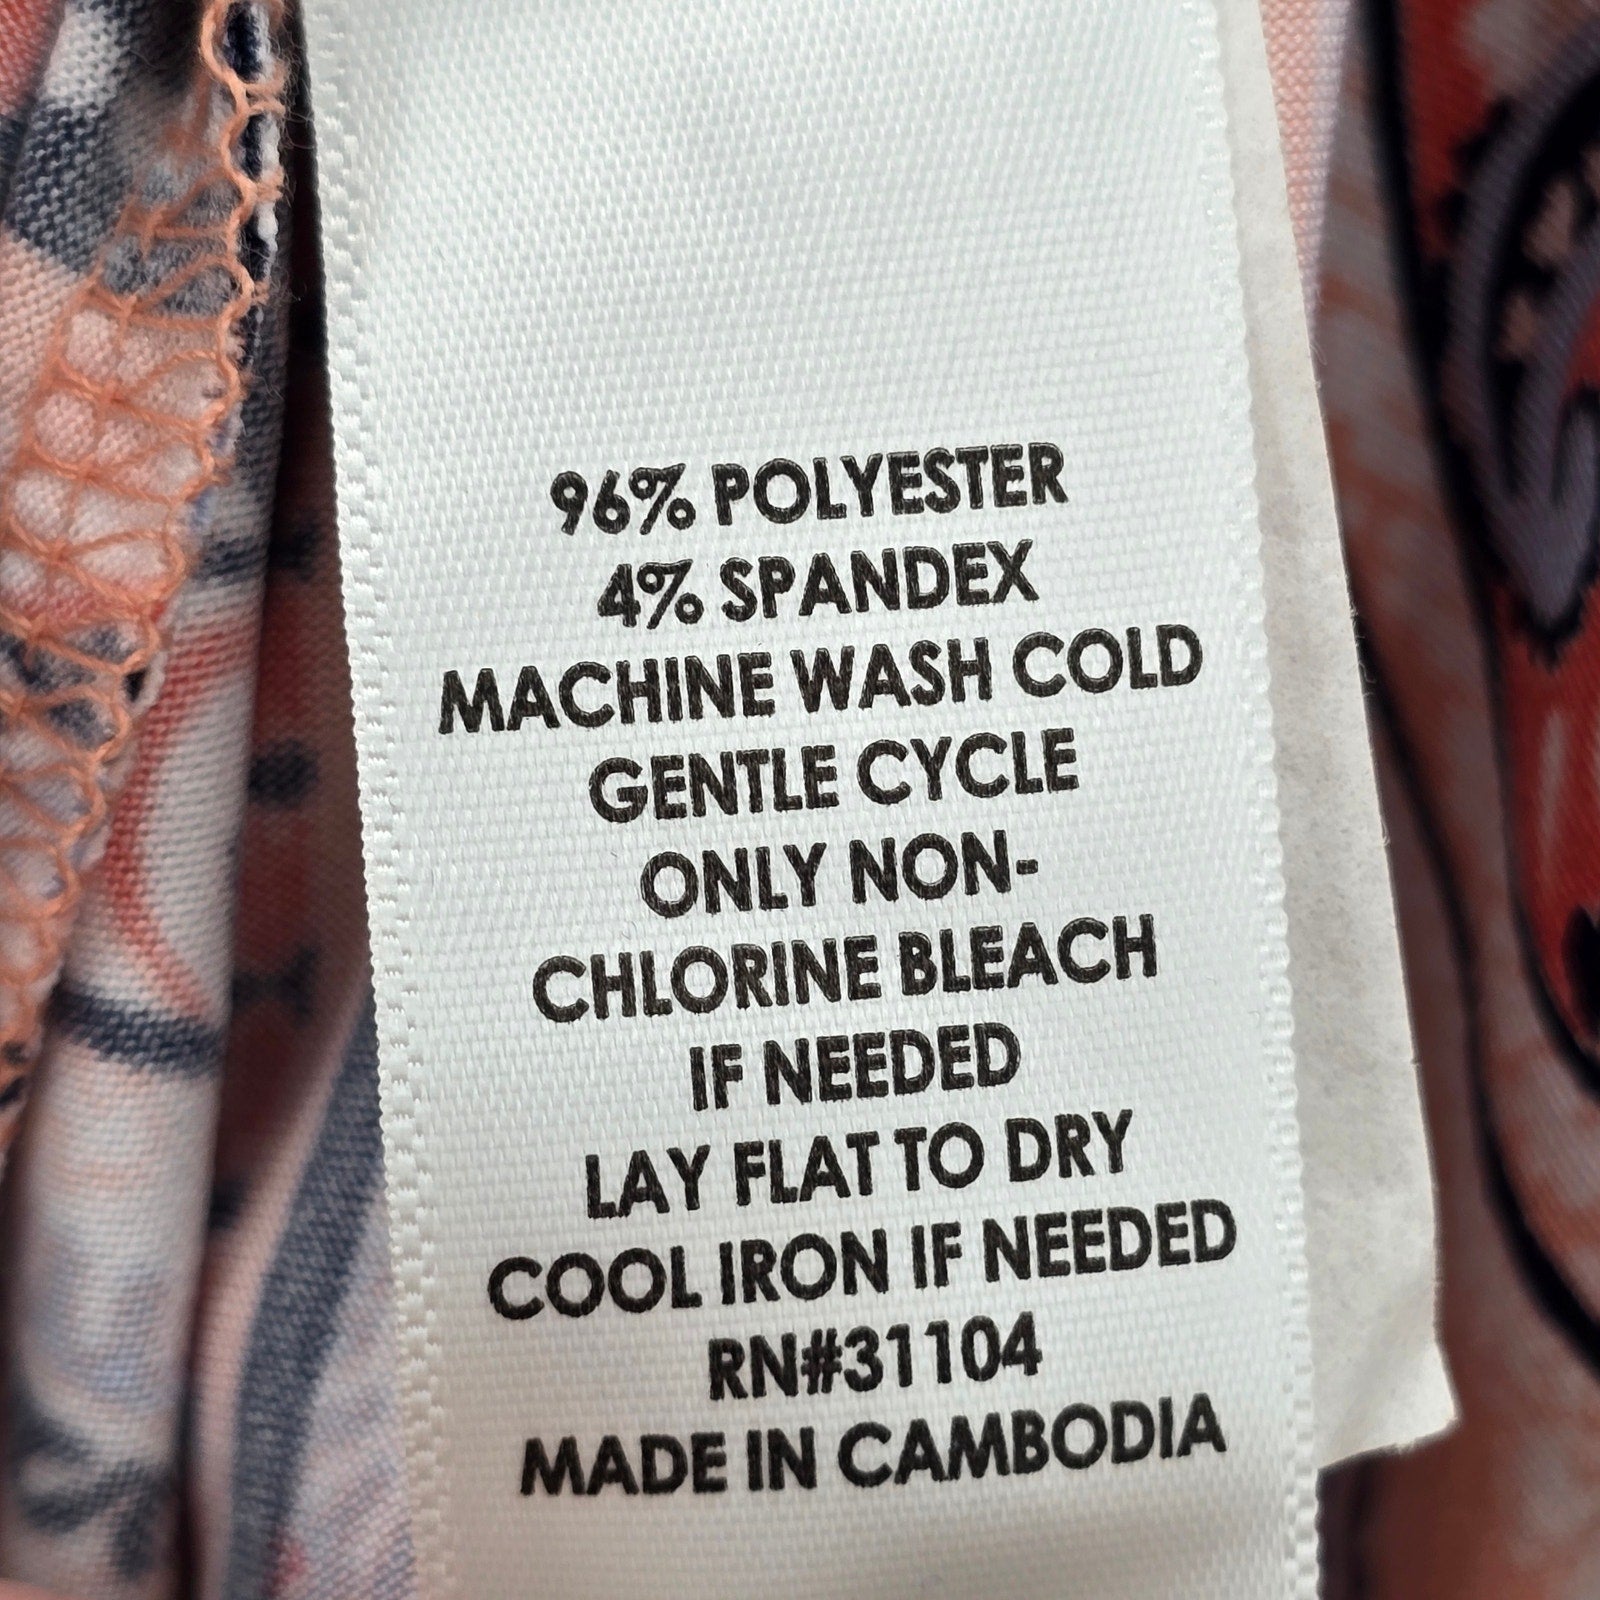 96% POLYESTER
4% SPANDEX
MACHINE WASH COLD
GENTLE CYCLE
ONLY NON-
CHLORINE BLEACH
IF NEEDED
LAY FLAT TO DRY
COOL IRON IF NEEDED
RN#31104
MADE IN CAMBODIA